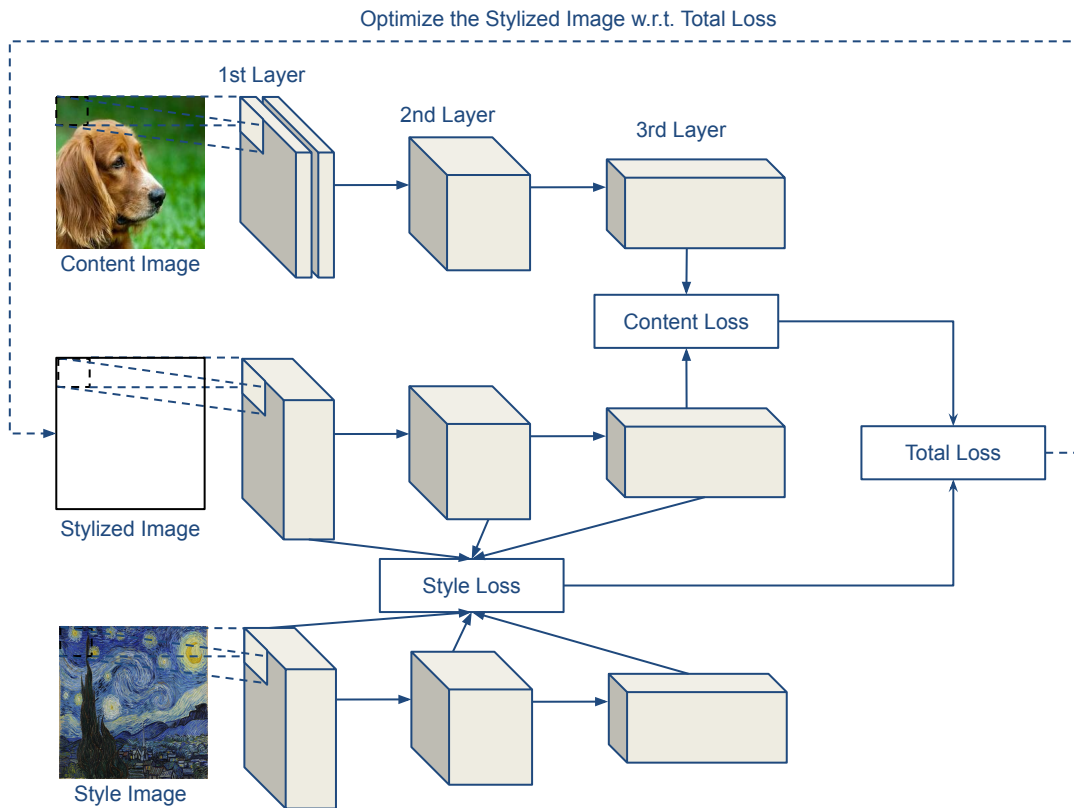 Optimize the Stylized Image w.r.t. Total Loss
1st Layer
2nd Layer
3rd Layer
Content Image
Content Loss
Total Loss
Stylized Image
Style Loss
Style Image